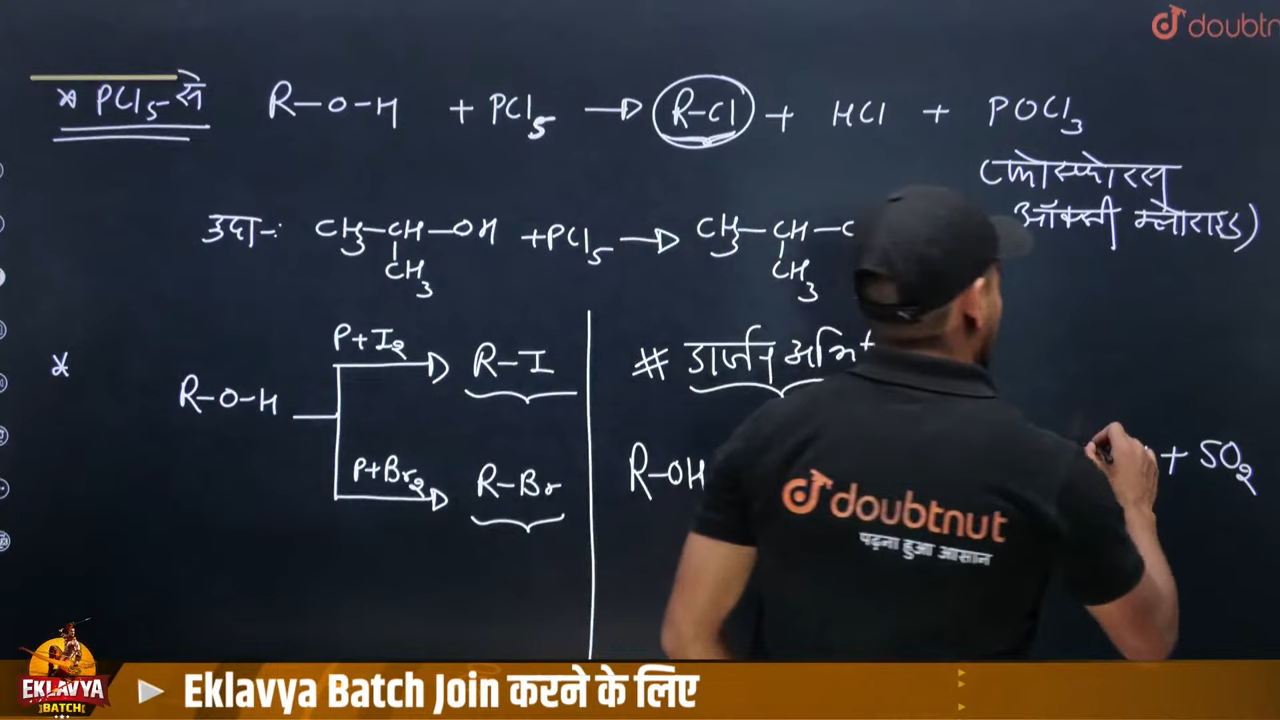 doubtn
* PCl5 से R-O-H + PCl5 → R-Cl + HCl + POCl3
(फोस्फोरस
ऑक्सी क्लोराइड)
उदा-: CH3-CH-OH + PCl5 → CH3-CH-C
CH3 CH3
* R-O-H
P+I2 R-I
P+Br2 R-Br
# डार्जन अभि
R-OH + SO2
doubtnut
पढ़ना हुआ आसान
EKLAVYA
BATCH
Eklavya Batch Join करने के लिए